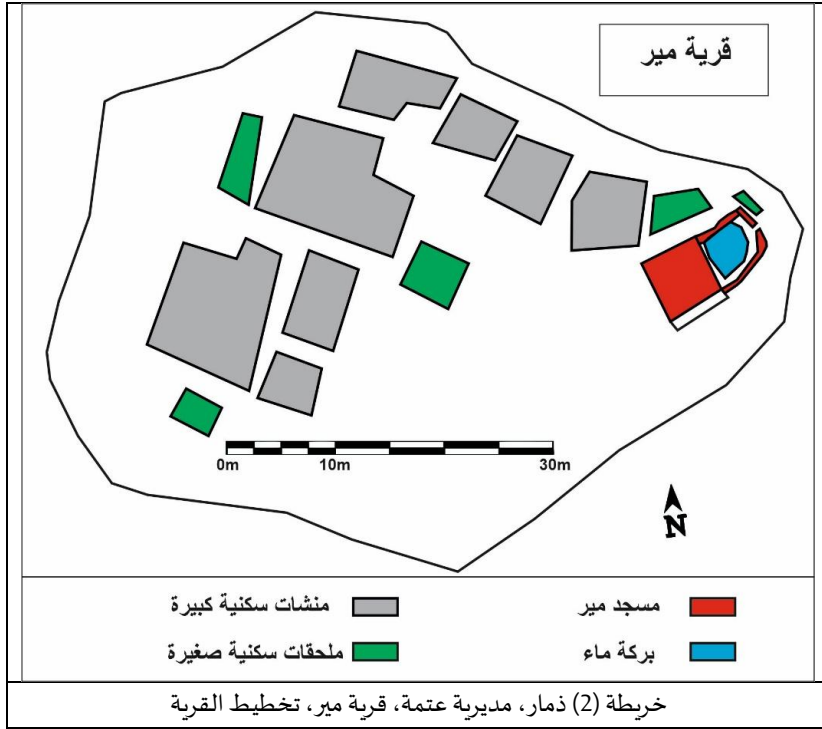 قرية مير
0m 10m 30m
N
مسجد مير
منشات سكنية كبيرة
بركة ماء
ملحقات سكنية صغيرة
خريطة (2) ذمار، مديرية عتمة، قرية مير، تخطيط القرية